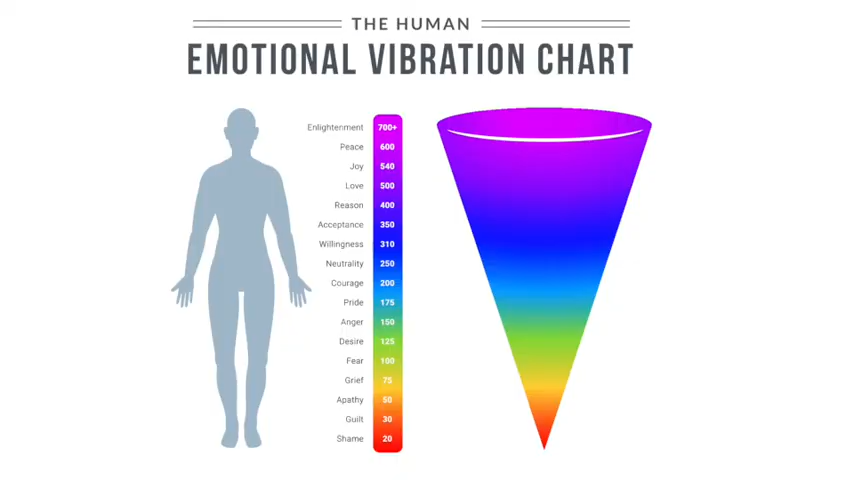 THE HUMAN
EMOTIONAL VIBRATION CHART
Enlightenment 700+
Peace 600
Joy 540
Love 500
Reason 400
Acceptance 350
Willingness 310
Neutrality 250
Courage 200
Pride 175
Anger 150
Desire 125
Fear 100
Grief 75
Apathy 50
Guilt 30
Shame 20